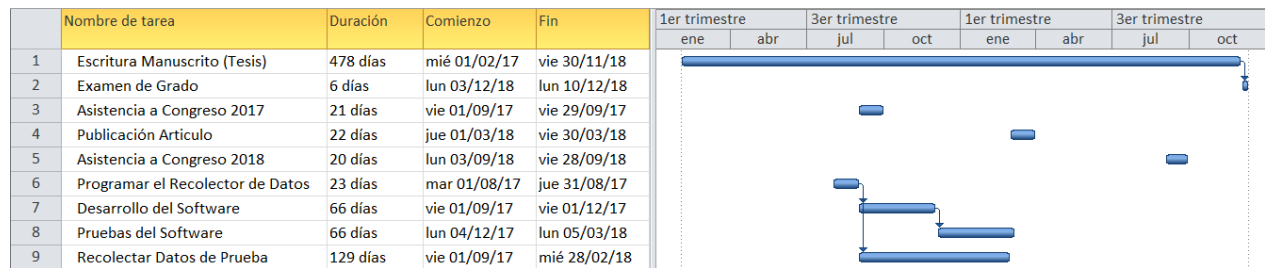 Nombre de tarea Duración Comienzo Fin 1er trimestre 3er trimestre 1er trimestre 3er trimestre
ene abr jul oct ene abr jul oct
1 Escritura Manuscrito (Tesis) 478 días mié 01/02/17 vie 30/11/18
2 Examen de Grado 6 días lun 03/12/18 lun 10/12/18
3 Asistencia a Congreso 2017 21 días vie 01/09/17 vie 29/09/17
4 Publicación Articulo 22 días jue 01/03/18 vie 30/03/18
5 Asistencia a Congreso 2018 20 días lun 03/09/18 vie 28/09/18
6 Programar el Recolector de Datos 23 días mar 01/08/17 jue 31/08/17
7 Desarrollo del Software 66 días vie 01/09/17 vie 01/12/17
8 Pruebas del Software 66 días lun 04/12/17 lun 05/03/18
9 Recolectar Datos de Prueba 129 días vie 01/09/17 mié 28/02/18